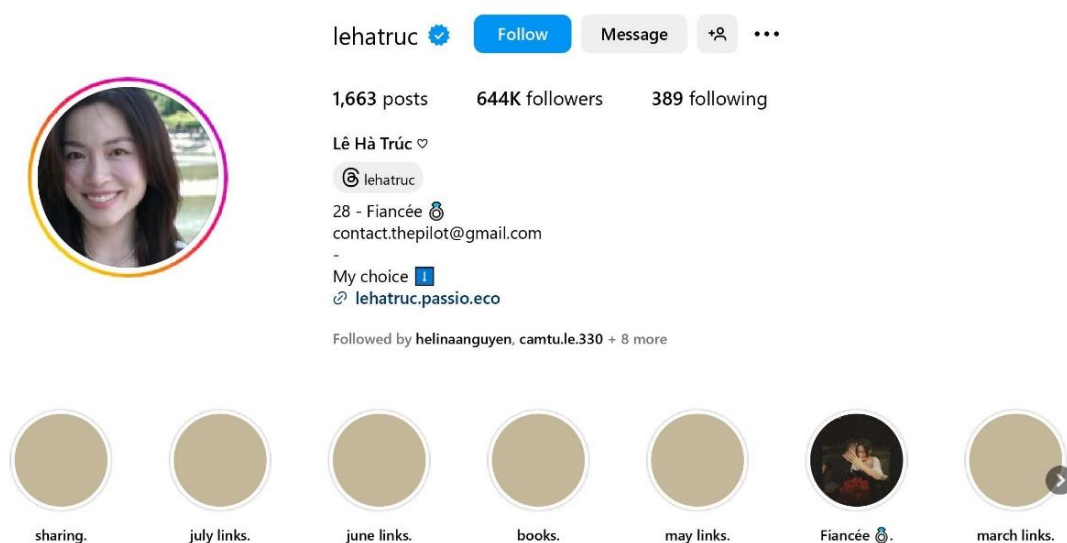 lehatruc Follow Message
1,663 posts 644K followers 389 following
Lê Hà Trúc ♡
lehatruc
28 - Fiancée 💍
contact.thepilot@gmail.com
-
My choice ⬇️
lehatruc.passio.eco
Followed by helinaanguyen, camtu.le.330 + 8 more
sharing. july links. june links. books. may links. Fiancée 💍. march links.